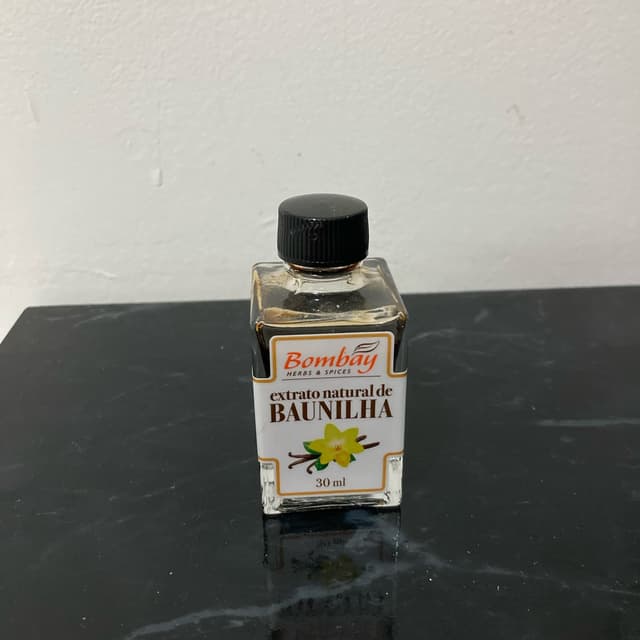 Bombay
HERBS & SPICES
extrato natural de
BAUNILHA
30 ml